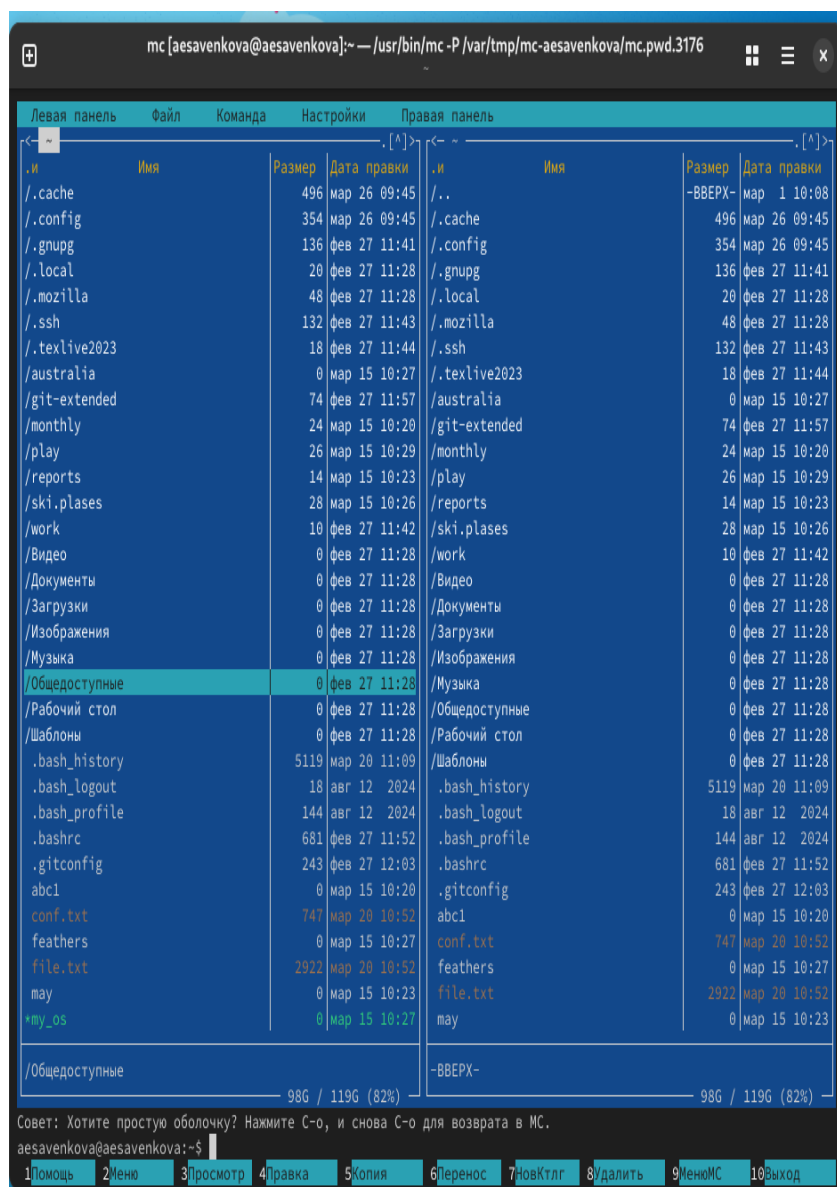 mc [aesavenkova@aesavenkova]:~ — /usr/bin/mc -P /var/tmp/mc-aesavenkova/mc.pwd.3176
~
Левая панель Файл Команда Настройки Правая панель
<— ~ .[^]>
.и Имя Размер Дата правки
/.cache 496 мар 26 09:45
/.config 354 мар 26 09:45
/.gnupg 136 фев 27 11:41
/.local 20 фев 27 11:28
/.mozilla 48 фев 27 11:28
/.ssh 132 фев 27 11:43
/.texlive2023 18 фев 27 11:44
/australia 0 мар 15 10:27
/git-extended 74 фев 27 11:57
/monthly 24 мар 15 10:20
/play 26 мар 15 10:29
/reports 14 мар 15 10:23
/ski.plases 28 мар 15 10:26
/work 10 фев 27 11:42
/Видео 0 фев 27 11:28
/Документы 0 фев 27 11:28
/Загрузки 0 фев 27 11:28
/Изображения 0 фев 27 11:28
/Музыка 0 фев 27 11:28
/Общедоступные 0 фев 27 11:28
/Рабочий стол 0 фев 27 11:28
/Шаблоны 0 фев 27 11:28
.bash_history 5119 мар 20 11:09
.bash_logout 18 авг 12 2024
.bash_profile 144 авг 12 2024
.bashrc 681 фев 27 11:52
.gitconfig 243 фев 27 12:03
abc1 0 мар 15 10:20
conf.txt 747 мар 20 10:52
feathers 0 мар 15 10:27
file.txt 2922 мар 20 10:52
may 0 мар 15 10:23
*my_os 0 мар 15 10:27
/Общедоступные
98G / 119G (82%)
<— ~ .[^]>
.и Имя Размер Дата правки
/.. -ВВЕРХ- мар 1 10:08
/.cache 496 мар 26 09:45
/.config 354 мар 26 09:45
/.gnupg 136 фев 27 11:41
/.local 20 фев 27 11:28
/.mozilla 48 фев 27 11:28
/.ssh 132 фев 27 11:43
/.texlive2023 18 фев 27 11:44
/australia 0 мар 15 10:27
/git-extended 74 фев 27 11:57
/monthly 24 мар 15 10:20
/play 26 мар 15 10:29
/reports 14 мар 15 10:23
/ski.plases 28 мар 15 10:26
/work 10 фев 27 11:42
/Видео 0 фев 27 11:28
/Документы 0 фев 27 11:28
/Загрузки 0 фев 27 11:28
/Изображения 0 фев 27 11:28
/Музыка 0 фев 27 11:28
/Общедоступные 0 фев 27 11:28
/Рабочий стол 0 фев 27 11:28
/Шаблоны 0 фев 27 11:28
.bash_history 5119 мар 20 11:09
.bash_logout 18 авг 12 2024
.bash_profile 144 авг 12 2024
.bashrc 681 фев 27 11:52
.gitconfig 243 фев 27 12:03
abc1 0 мар 15 10:20
conf.txt 747 мар 20 10:52
feathers 0 мар 15 10:27
file.txt 2922 мар 20 10:52
may 0 мар 15 10:23
-ВВЕРХ-
98G / 119G (82%)
Совет: Хотите простую оболочку? Нажмите C-o, и снова C-o для возврата в MC.
aesavenkova@aesavenkova:~$
1Помощь 2Меню 3Просмотр 4Правка 5Копия 6Перенос 7НовКтлг 8Удалить 9МенюMC 10Выход